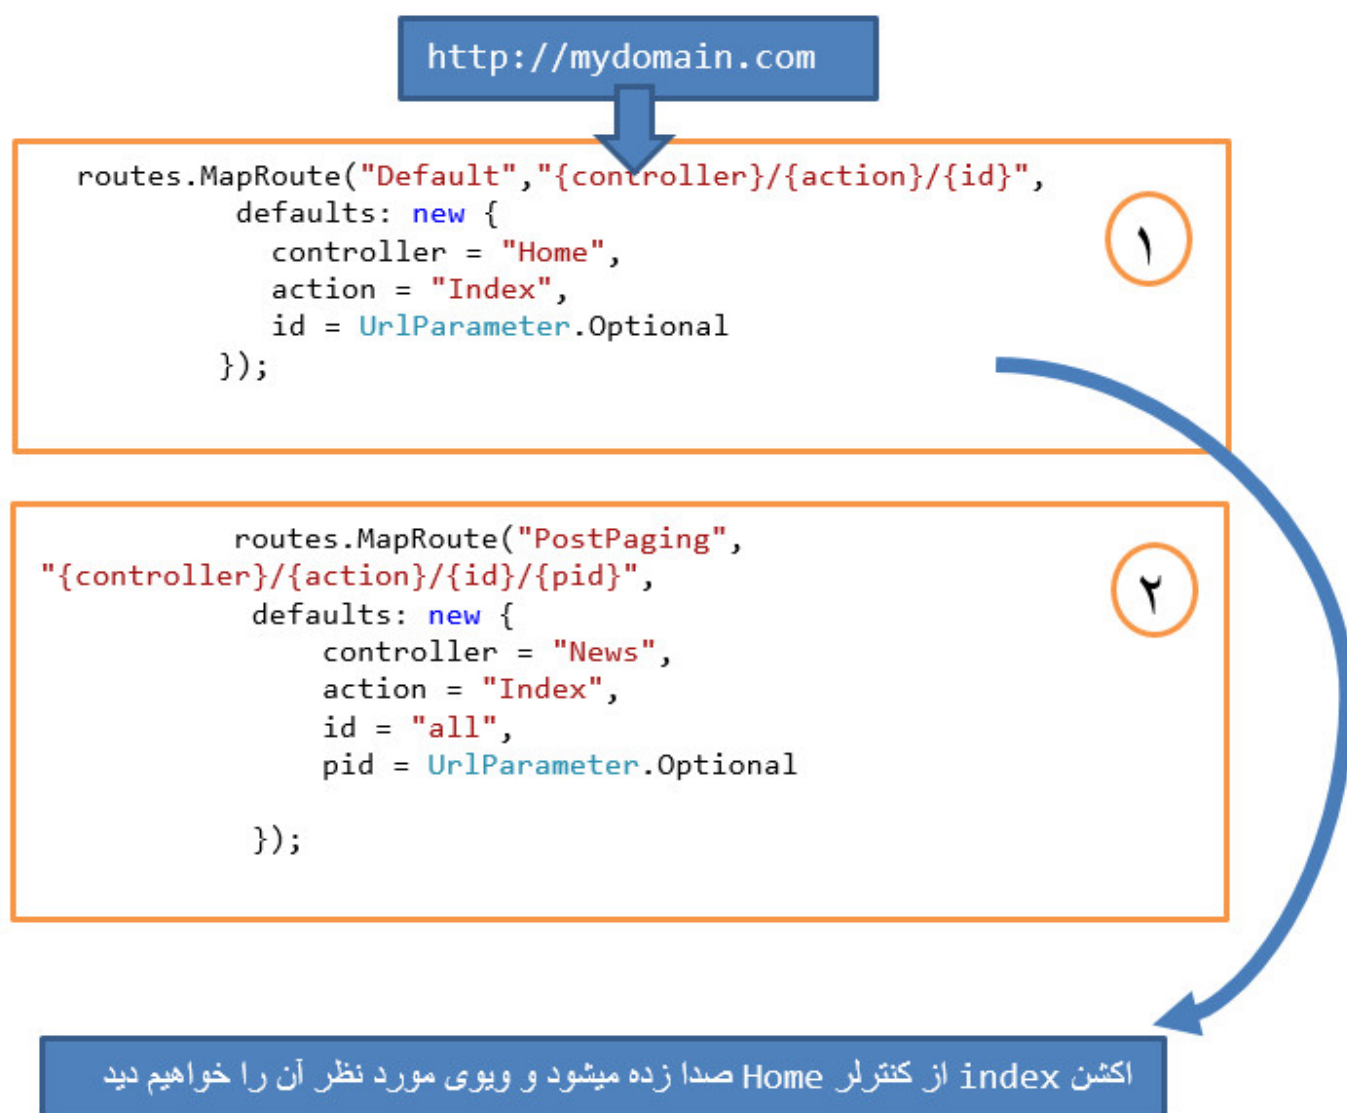 http://mydomain.com
routes.MapRoute("Default","{controller}/{action}/{id}",
defaults: new {
controller = "Home",
action = "Index",
id = UrlParameter.Optional
});
۱
routes.MapRoute("PostPaging",
"{controller}/{action}/{id}/{pid}",
defaults: new {
controller = "News",
action = "Index",
id = "all",
pid = UrlParameter.Optional
});
۲
اکشن index از کنترلر Home صدا زده میشود و ویوی مورد نظر آن را خواهیم دید